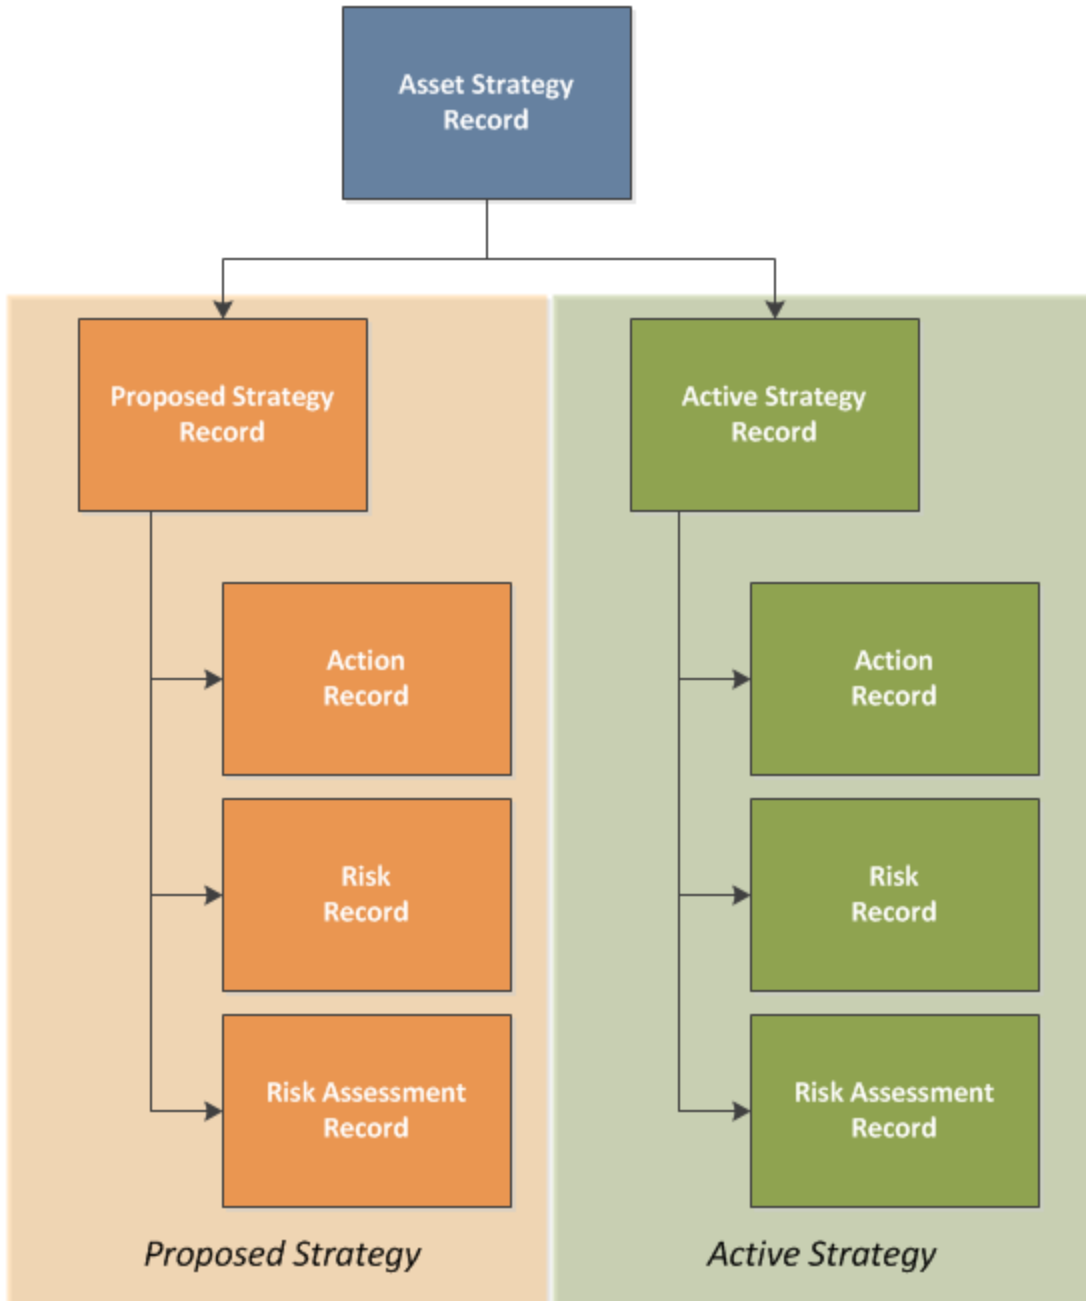 Asset Strategy
Record
Proposed Strategy
Record
Active Strategy
Record
Action
Record
Action
Record
Risk
Record
Risk
Record
Risk Assessment
Record
Risk Assessment
Record
Proposed Strategy
Active Strategy